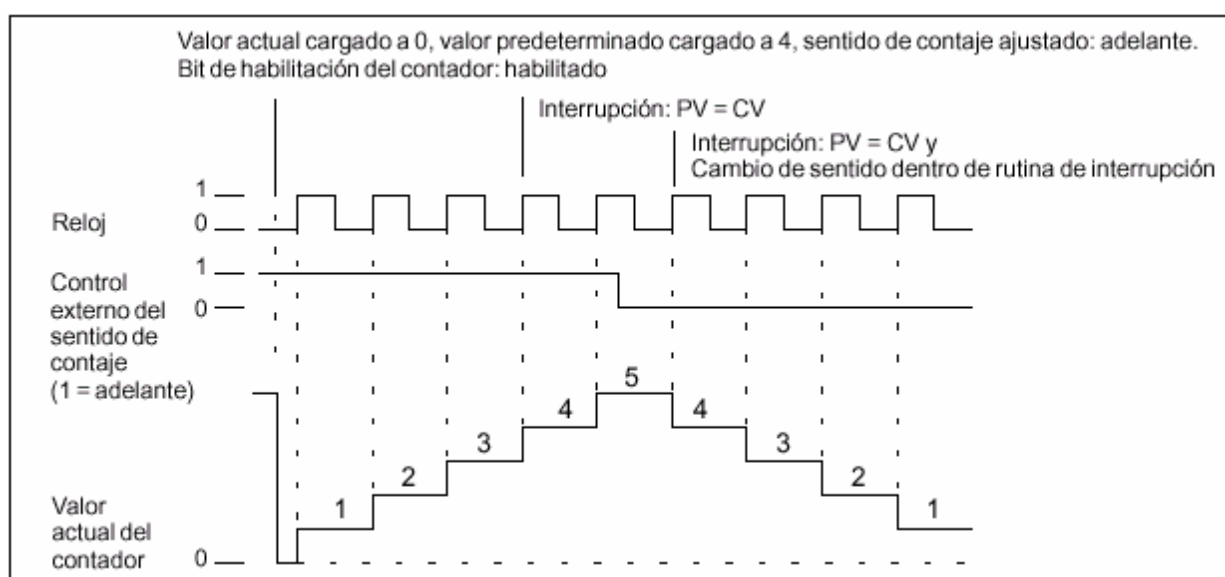 Valor actual cargado a 0, valor predeterminado cargado a 4, sentido de contaje ajustado: adelante.
Bit de habilitación del contador: habilitado
Interrupción: PV = CV
Interrupción: PV = CV y
Cambio de sentido dentro de rutina de interrupción
1
Reloj
0
1
Control
externo del
0
sentido de
contaje
(1 = adelante)
5
4
4
3
3
2
2
1
1
Valor
actual del
contador
0